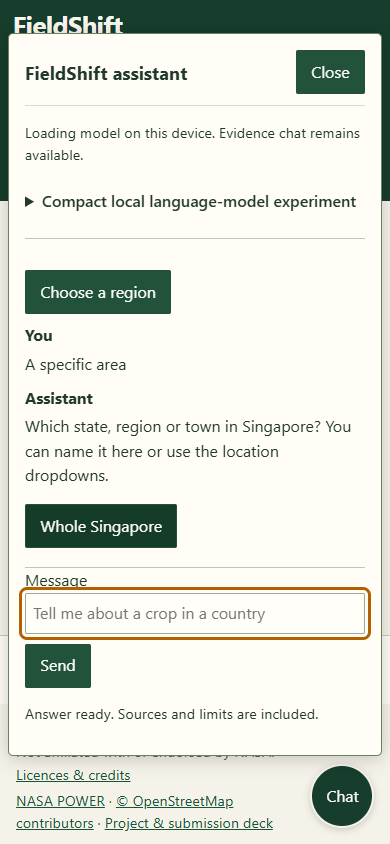 FieldShift
FieldShift assistant
Close
Loading model on this device. Evidence chat remains
available.
Compact local language-model experiment
Choose a region
You
A specific area
Assistant
Which state, region or town in Singapore? You
can name it here or use the location
dropdowns.
Whole Singapore
Message
Tell me about a crop in a country
Send
Answer ready. Sources and limits are included.
Licences & credits
NASA POWER · © OpenStreetMap
contributors · Project & submission deck
Chat